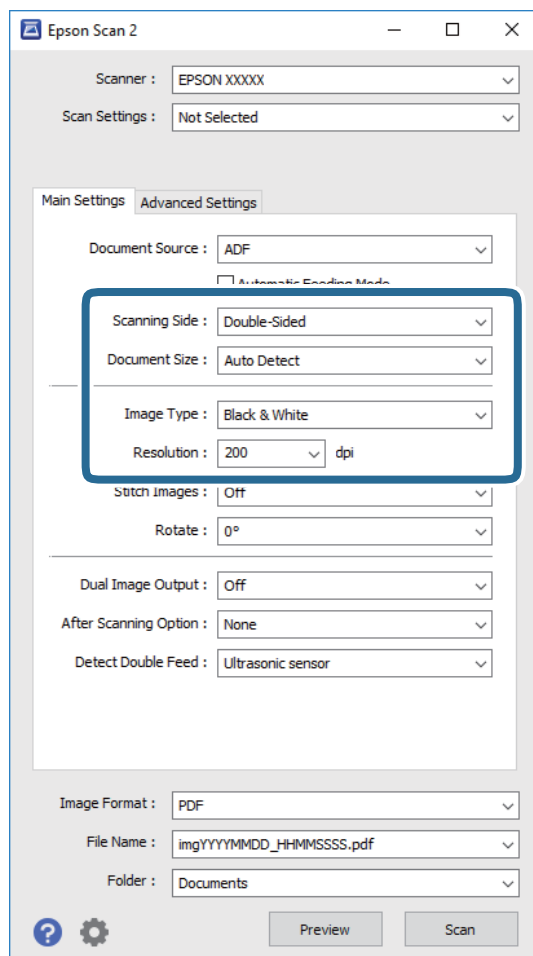 Epson Scan 2
Scanner : EPSON XXXXX
Scan Settings : Not Selected
Main Settings Advanced Settings
Document Source : ADF
Automatic Feeding Mode
Scanning Side : Double-Sided
Document Size : Auto Detect
Image Type : Black & White
Resolution : 200 dpi
Stitch Images : Off
Rotate : 0°
Dual Image Output : Off
After Scanning Option : None
Detect Double Feed : Ultrasonic sensor
Image Format : PDF
File Name : imgYYYYMMDD_HHMMSSSS.pdf
Folder : Documents
? Preview Scan